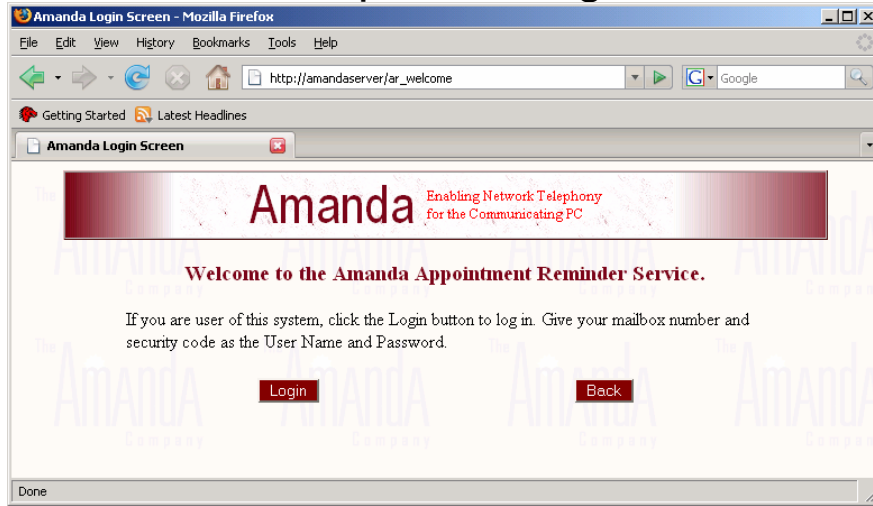 Amanda Login Screen - Mozilla Firefox
File Edit View History Bookmarks Tools Help
http://amandaserver/ar_welcome
G Google
Getting Started Latest Headlines
Amanda Login Screen
Amanda Enabling Network Telephony
for the Communicating PC
Welcome to the Amanda Appointment Reminder Service.
If you are user of this system, click the Login button to log in. Give your mailbox number and
security code as the User Name and Password.
Login Back
The AmandA Company
Done